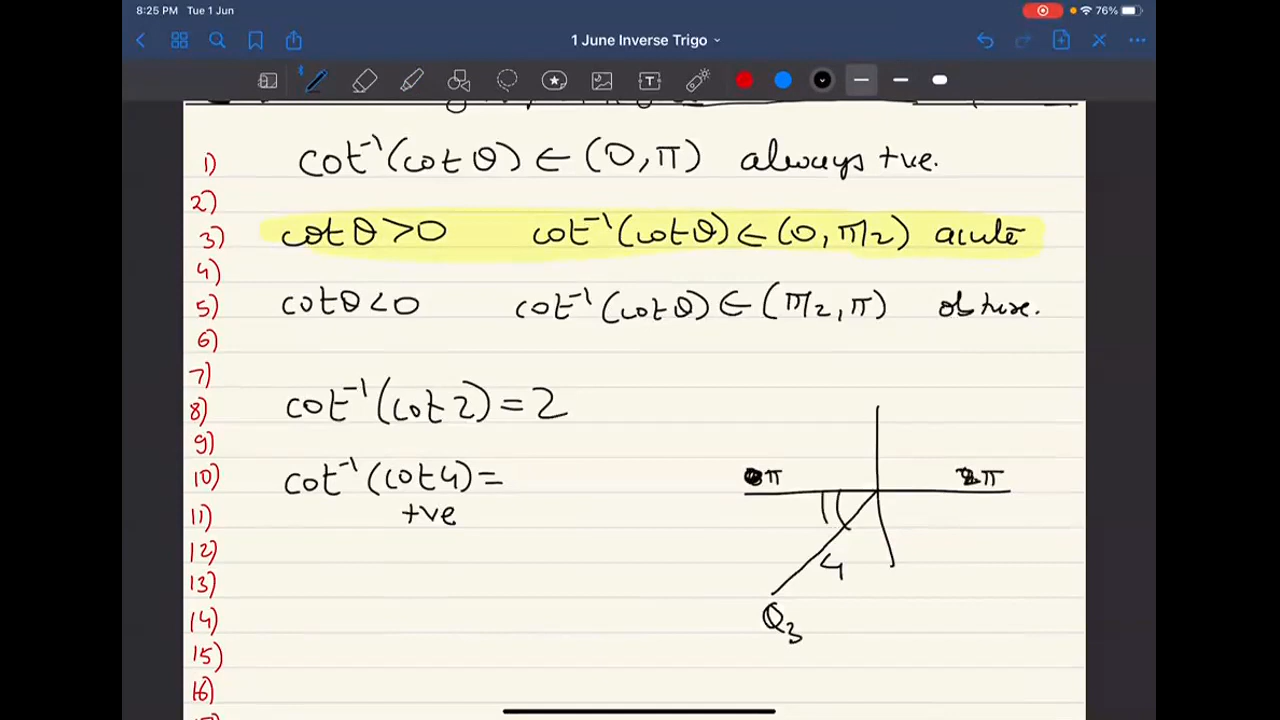 8:25 PM Tue 1 Jun
76%
1 June Inverse Trigo
1) cot⁻¹(cot θ) ∈ (0, π) always +ve.
2)
3) cot θ > 0 cot⁻¹(cot θ) ∈ (0, π/2) acute
4)
5) cot θ < 0 cot⁻¹(cot θ) ∈ (π/2, π) obtuse.
6)
7)
8) cot⁻¹(cot 2) = 2
9)
10) cot⁻¹(cot 4) =
π
2π
11) +ve
12)
4
13)
14)
Q₃
15)
16)